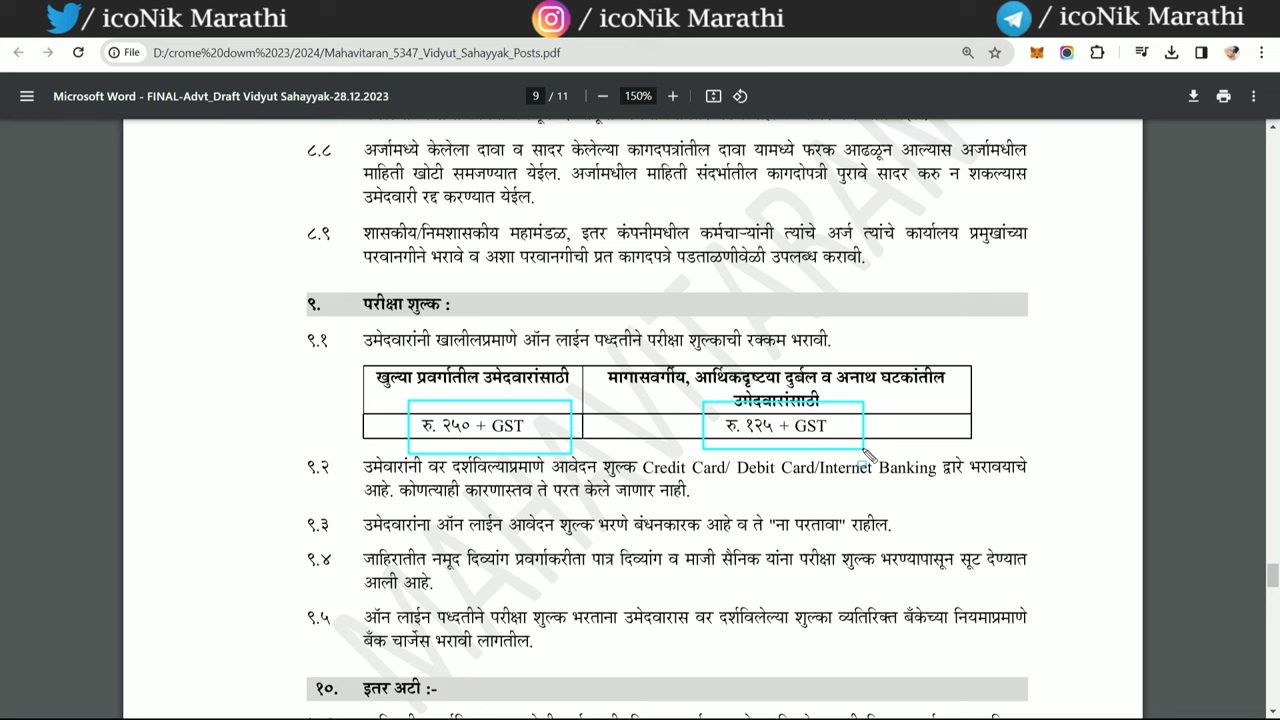 / icoNik Marathi / icoNik Marathi / icoNik Marathi
File D:/crome%20dowm%2023/2024/Mahavitaran_5347_Vidyut_Sahayyak_Posts.pdf
Microsoft Word - FINAL-Advt_Draft Vidyut Sahayyak-28.12.2023 9 / 11 150%
८.८ अर्जामध्ये केलेला दावा व सादर केलेल्या कागदपत्रांतील दावा यामध्ये फरक आढळून आल्यास अर्जामधील
माहिती खोटी समजण्यात येईल. अर्जामधील माहिती संदर्भातील कागदोपत्री पुरावे सादर करु न शकल्यास
उमेदवारी रद्द करण्यात येईल.
८.९ शासकीय/निमशासकीय महामंडळ, इतर कंपनीमधील कर्मचाऱ्यांनी त्यांचे अर्ज त्यांचे कार्यालय प्रमुखांच्या
परवानगीने भरावे व अशा परवानगीची प्रत कागदपत्रे पडताळणीवेळी उपलब्ध करावी.
९. परीक्षा शुल्क :
९.१ उमेदवारांनी खालीलप्रमाणे ऑन लाईन पध्दतीने परीक्षा शुल्काची रक्कम भरावी.
खुल्या प्रवर्गातील उमेदवारांसाठी मागासवर्गीय, आर्थिकदृष्टया दुर्बल व अनाथ घटकांतील
उमेदवारांसाठी
रु. २५० + GST रु. १२५ + GST
९.२ उमेवारांनी वर दर्शविल्याप्रमाणे आवेदन शुल्क Credit Card/ Debit Card/Internet Banking द्वारे भरावयाचे
आहे. कोणत्याही कारणास्तव ते परत केले जाणार नाही.
९.३ उमेदवारांना ऑन लाईन आवेदन शुल्क भरणे बंधनकारक आहे व ते "ना परतावा" राहील.
९.४ जाहिरातीत नमूद दिव्यांग प्रवर्गाकरीता पात्र दिव्यांग व माजी सैनिक यांना परीक्षा शुल्क भरण्यापासून सूट देण्यात
आली आहे.
९.५ ऑन लाईन पध्दतीने परीक्षा शुल्क भरताना उमेदवारास वर दर्शविलेल्या शुल्का व्यतिरिक्त बँकेच्या नियमाप्रमाणे
बँक चार्जेस भरावी लागतील.
१०. इतर अटी :-
MAHAVITARAN